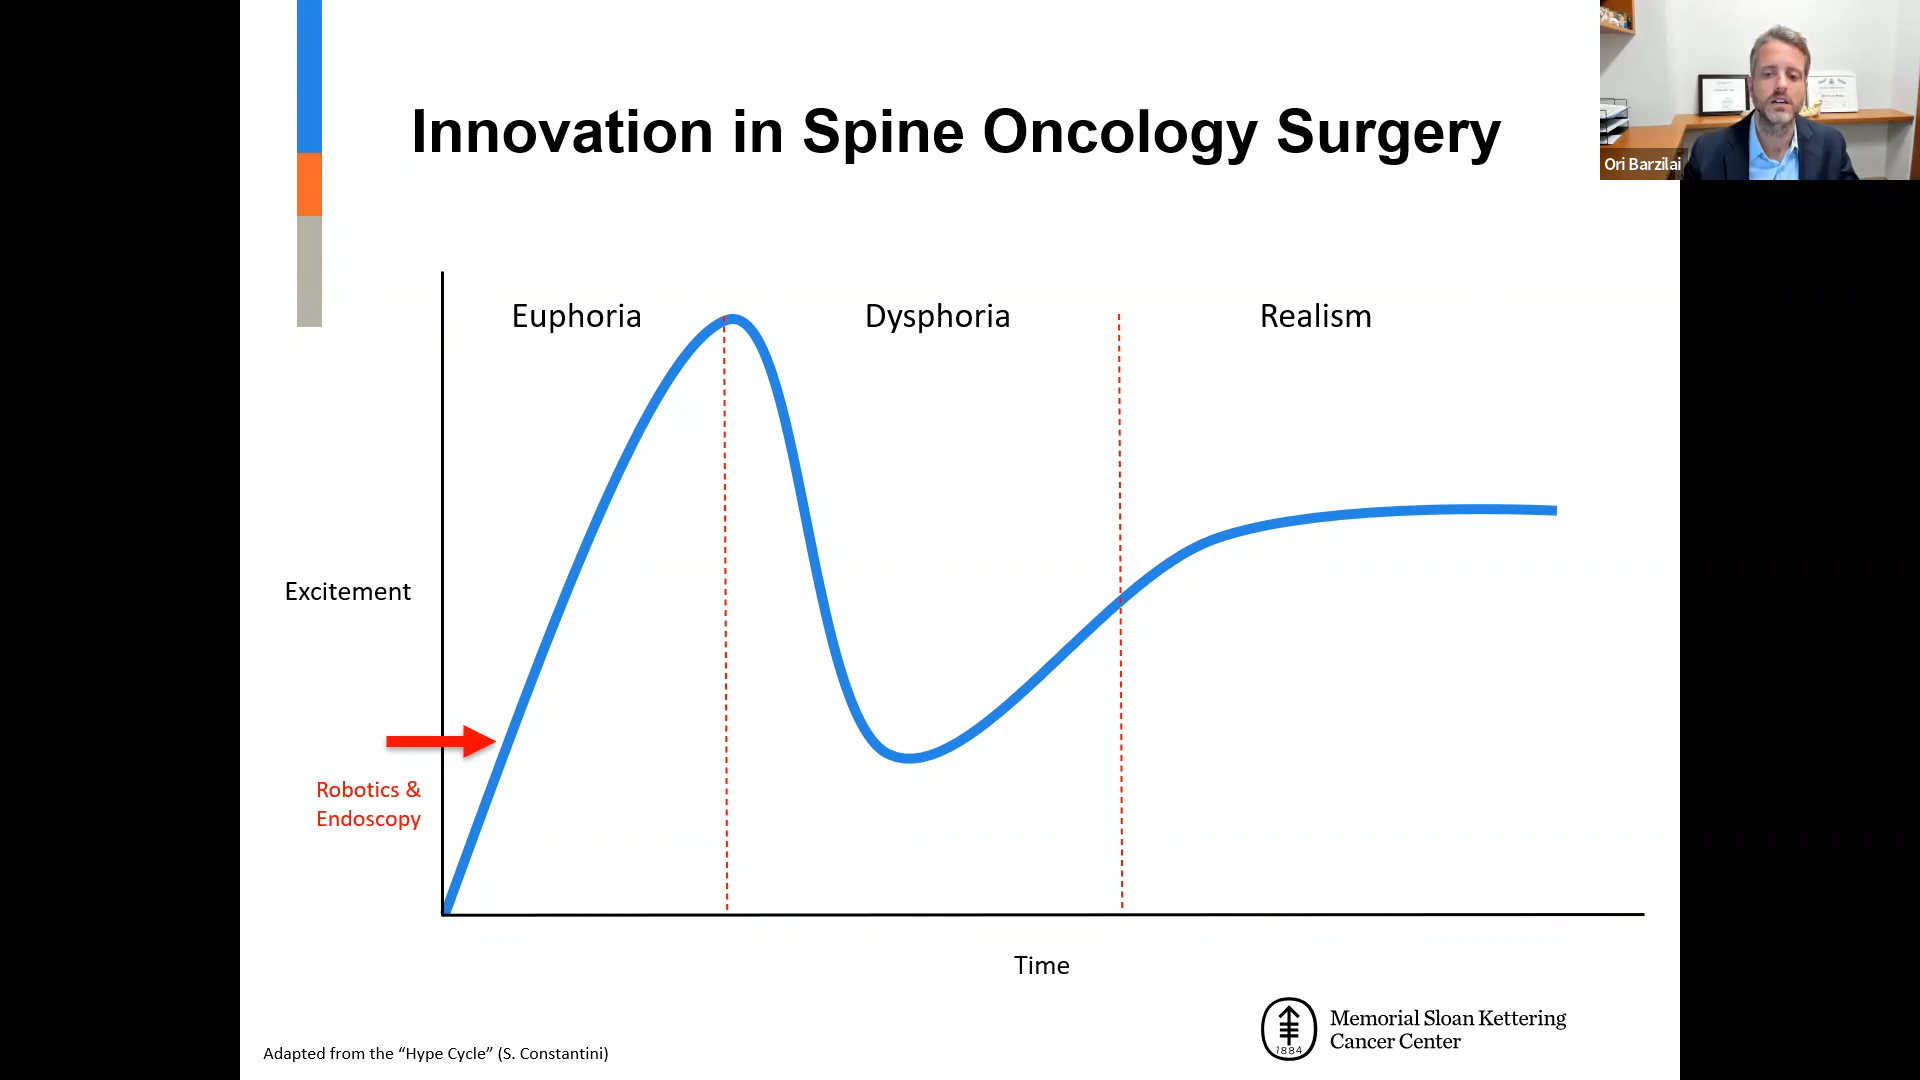 Innovation in Spine Oncology Surgery
Ori Barzilai
Euphoria
Dysphoria
Realism
Excitement
Robotics &
Endoscopy
Time
Memorial Sloan Kettering
Cancer Center
1884
Adapted from the “Hype Cycle” (S. Constantini)